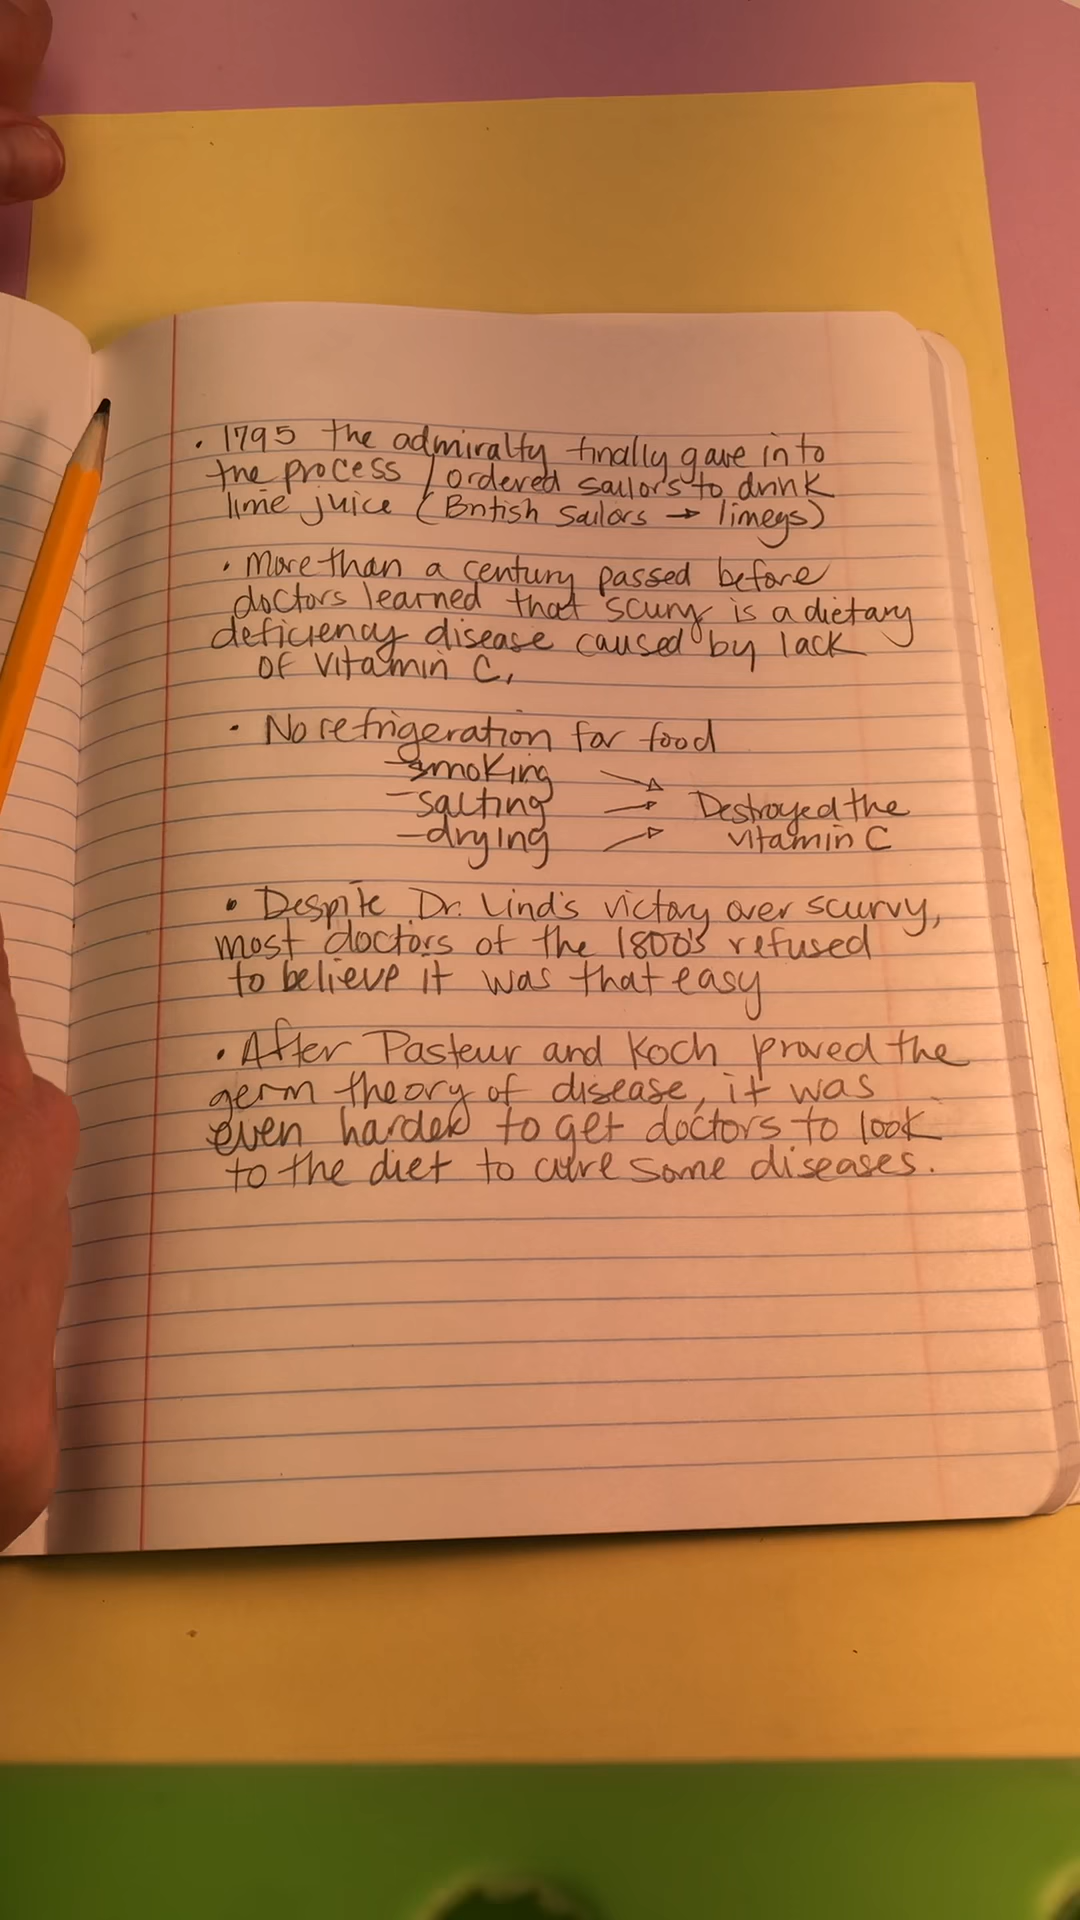 • 1795 the admiralty finally gave in to
the process / ordered sailors to drink
lime juice (British Sailors → limeys)
• More than a century passed before
doctors learned that scurvy is a dietary
deficiency disease caused by lack
of Vitamin C.
• No refrigeration for food
- smoking
- salting → Destroyed the
- drying vitamin C
• Despite Dr. Lind's victory over scurvy,
most doctors of the 1800's refused
to believe it was that easy
• After Pasteur and Koch proved the
germ theory of disease, it was
even harder to get doctors to look
to the diet to cure some diseases.